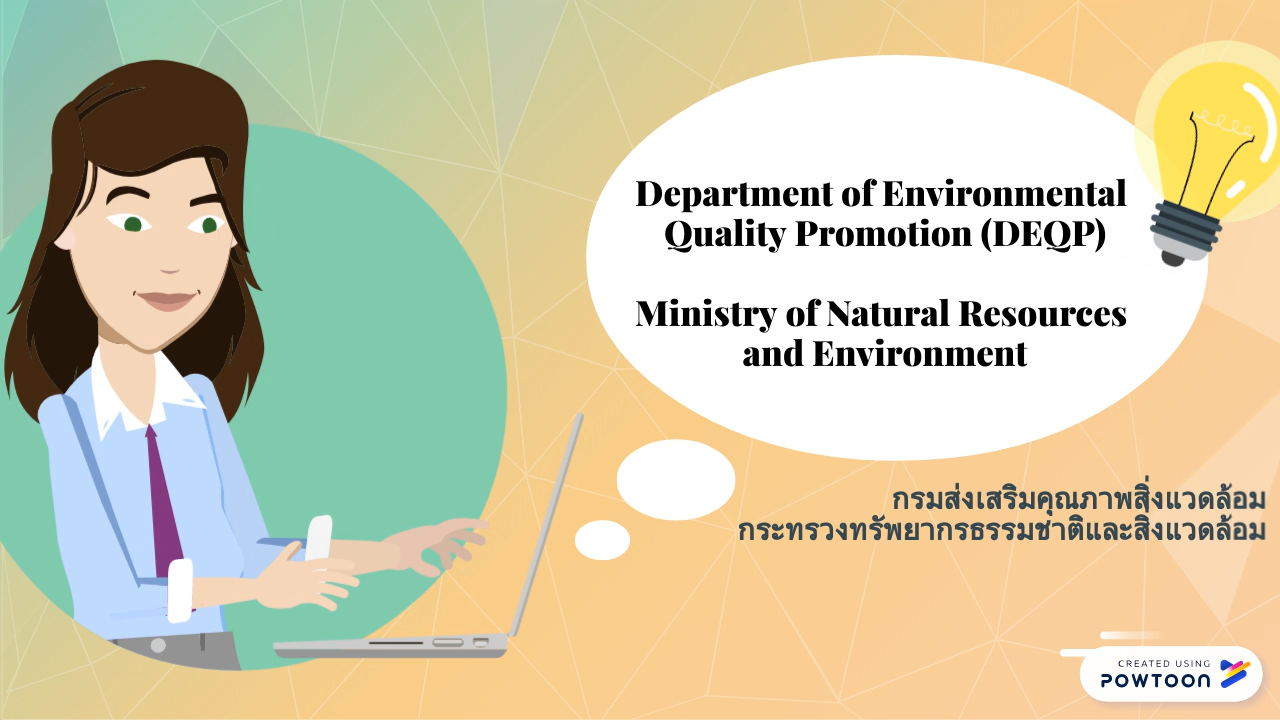 Department of Environmental
Quality Promotion (DEQP)
Ministry of Natural Resources
and Environment
กรมส่งเสริมคุณภาพสิ่งแวดล้อม
กระทรวงทรัพยากรธรรมชาติและสิ่งแวดล้อม
CREATED USING
POWTOON